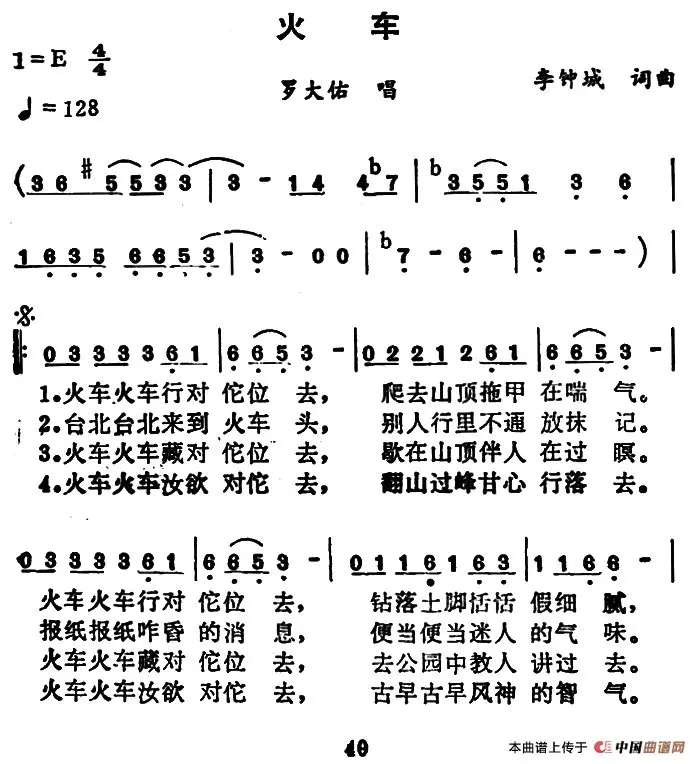 火 车
1=E 4/4
罗大佑 唱 李钟城 词曲
♩=128
(3 6 #5 5 3 3 | 3 - 1 4 4 b7 | b3 5 5 1 3 6 |
1 6 3 5 6 6 5 3 | 3 - 0 0 | b7 - 6 - | 6 - - - ) |
0 3 3 3 3 3 6 1 | 6 6 5 3 - | 0 2 2 2 1 2 6 1 | 6 6 5 3 - |
1.火车火车行对 佗位 去， 爬去山顶拖甲 在喘 气。
2.台北台北来到 火车 头， 别人行里不通 放抹 记。
3.火车火车藏对 佗位 去， 歇在山顶伴人 在过 暝。
4.火车火车汝欲 对佗 去， 翻山过峰甘心 行落 去。
0 3 3 3 3 3 6 1 | 6 6 5 3 - | 0 1 1 1 6 1 6 3 | 1 1 6 6 - |
火车火车行对 佗位 去， 钻落土脚恬恬 假细 腻，
报纸报纸咋昏 的消 息， 便当便当迷人 的气 味。
火车火车藏对 佗位 去， 去公园中教人 讲过 去。
火车火车汝欲 对佗 去， 古早古早风神 的智 气。
40
本曲谱上传于 中国曲谱网